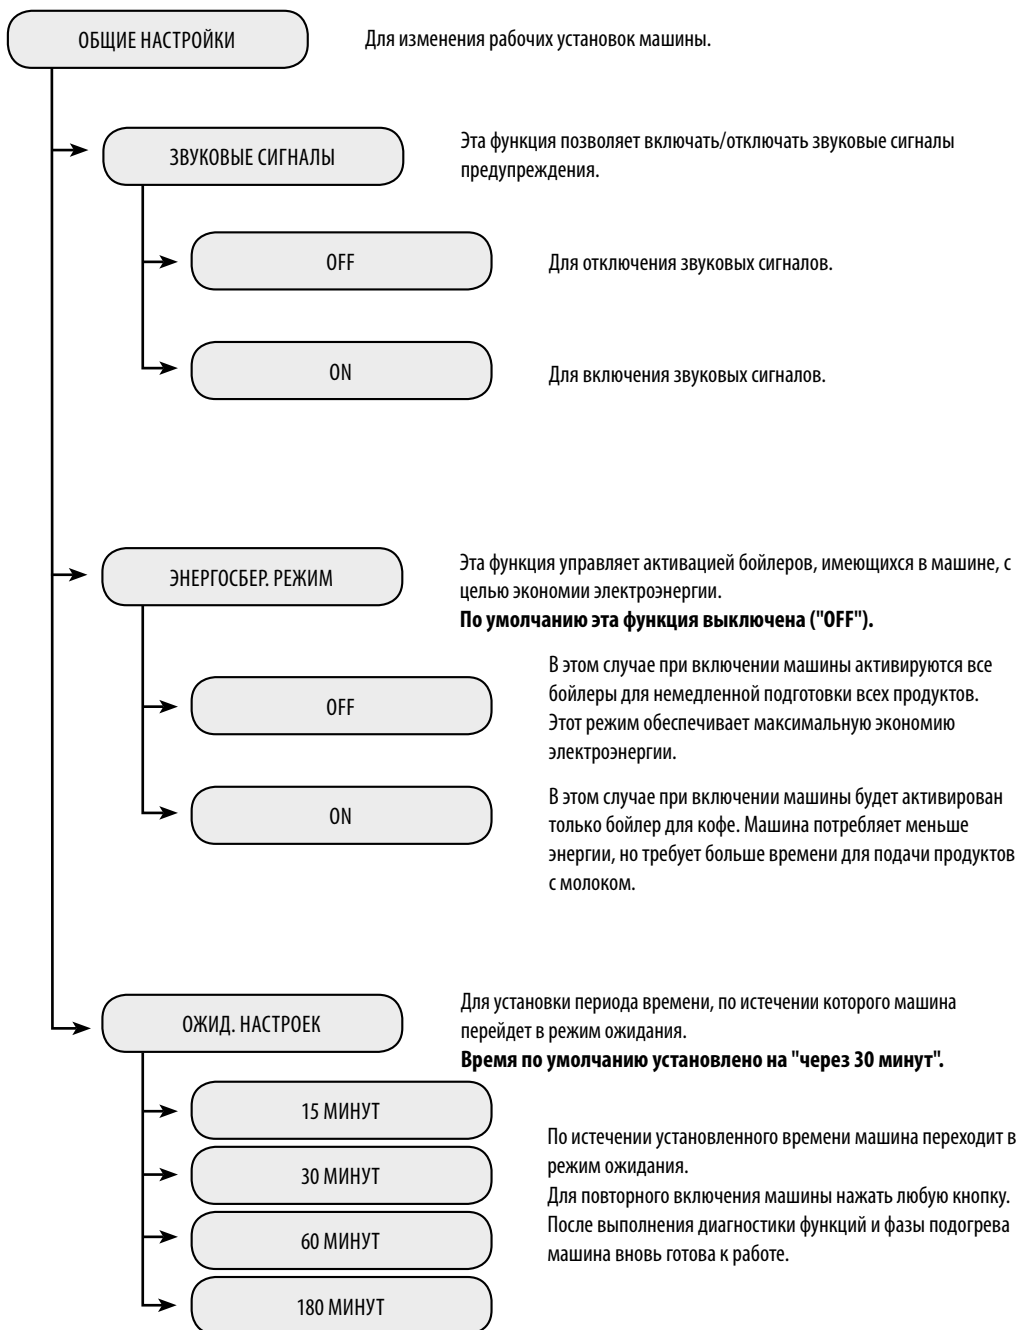 ОБЩИЕ НАСТРОЙКИ
Для изменения рабочих установок машины.
ЗВУКОВЫЕ СИГНАЛЫ
Эта функция позволяет включать/отключать звуковые сигналы
предупреждения.
OFF
Для отключения звуковых сигналов.
ON
Для включения звуковых сигналов.
ЭНЕРГОСБЕР. РЕЖИМ
Эта функция управляет активацией бойлеров, имеющихся в машине, с
целью экономии электроэнергии.
По умолчанию эта функция выключена ("OFF").
OFF
В этом случае при включении машины активируются все
бойлеры для немедленной подготовки всех продуктов.
Этот режим обеспечивает максимальную экономию
электроэнергии.
ON
В этом случае при включении машины будет активирован
только бойлер для кофе. Машина потребляет меньше
энергии, но требует больше времени для подачи продуктов
с молоком.
ОЖИД. НАСТРОЕК
Для установки периода времени, по истечении которого машина
перейдет в режим ожидания.
Время по умолчанию установлено на "через 30 минут".
15 МИНУТ
30 МИНУТ
60 МИНУТ
180 МИНУТ
По истечении установленного времени машина переходит в
режим ожидания.
Для повторного включения машины нажать любую кнопку.
После выполнения диагностики функций и фазы подогрева
машина вновь готова к работе.